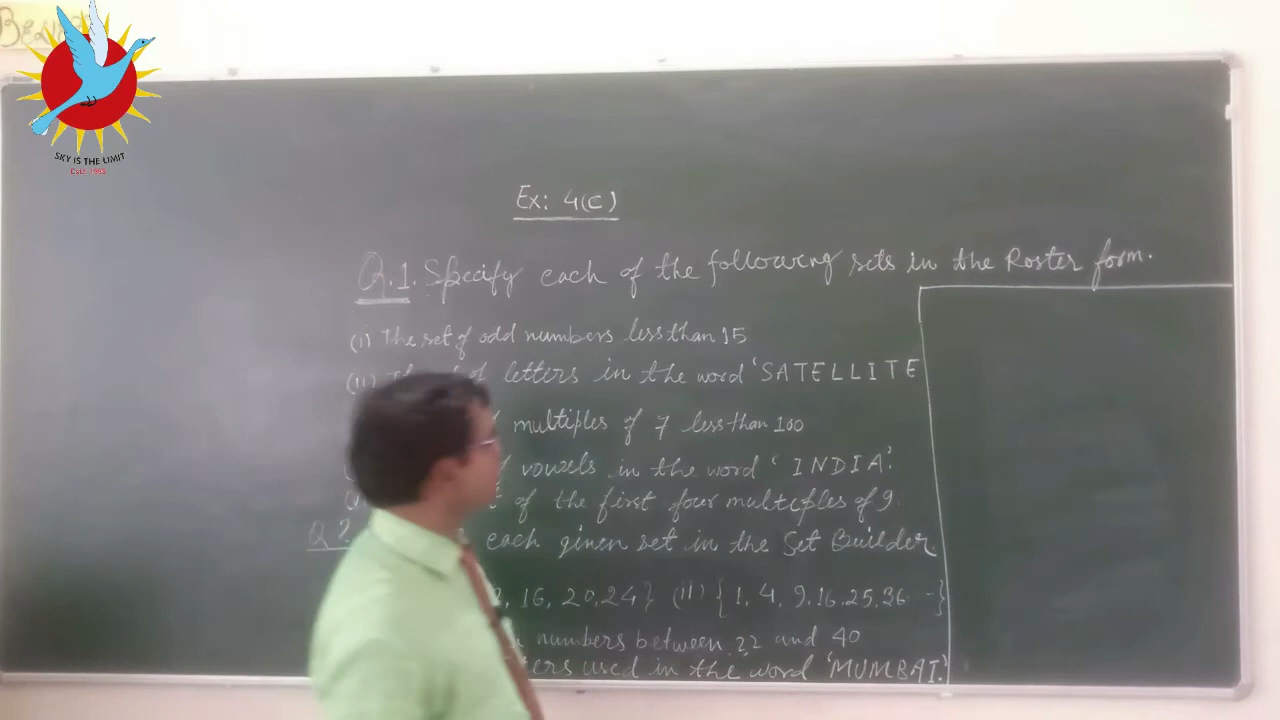 SKY IS THE LIMIT
Estd. 1993
Ex: 4(C)
Q.1. Specify each of the following sets in the Roster form.
(i) The set of odd numbers less than 15
(ii) of letters in the word 'SATELLITE
multiples of 7 less than 100
vowels in the word 'INDIA'.
of the first four multiples of 9.
Q2 each given set in the Set Builder.
, 16, 20, 24} (ii) {1, 4, 9, 16, 25, 36 --}
numbers between 22 and 40
used in the word 'MUMBAI'.